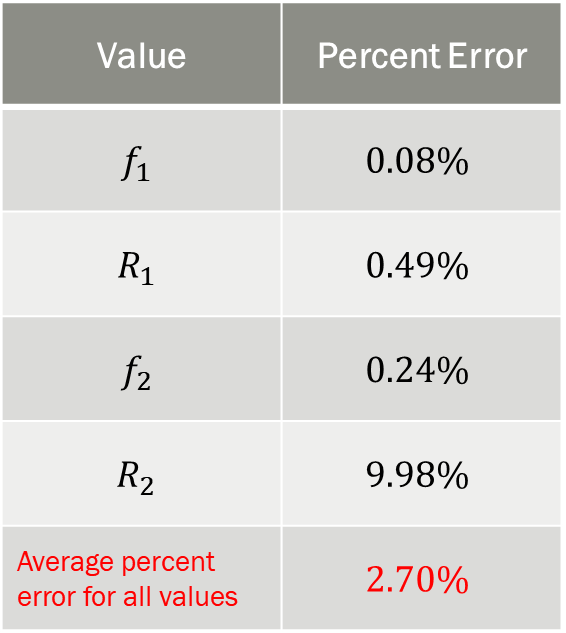 Value Percent Error
f₁ 0.08%
R₁ 0.49%
f₂ 0.24%
R₂ 9.98%
Average percent
error for all values 2.70%